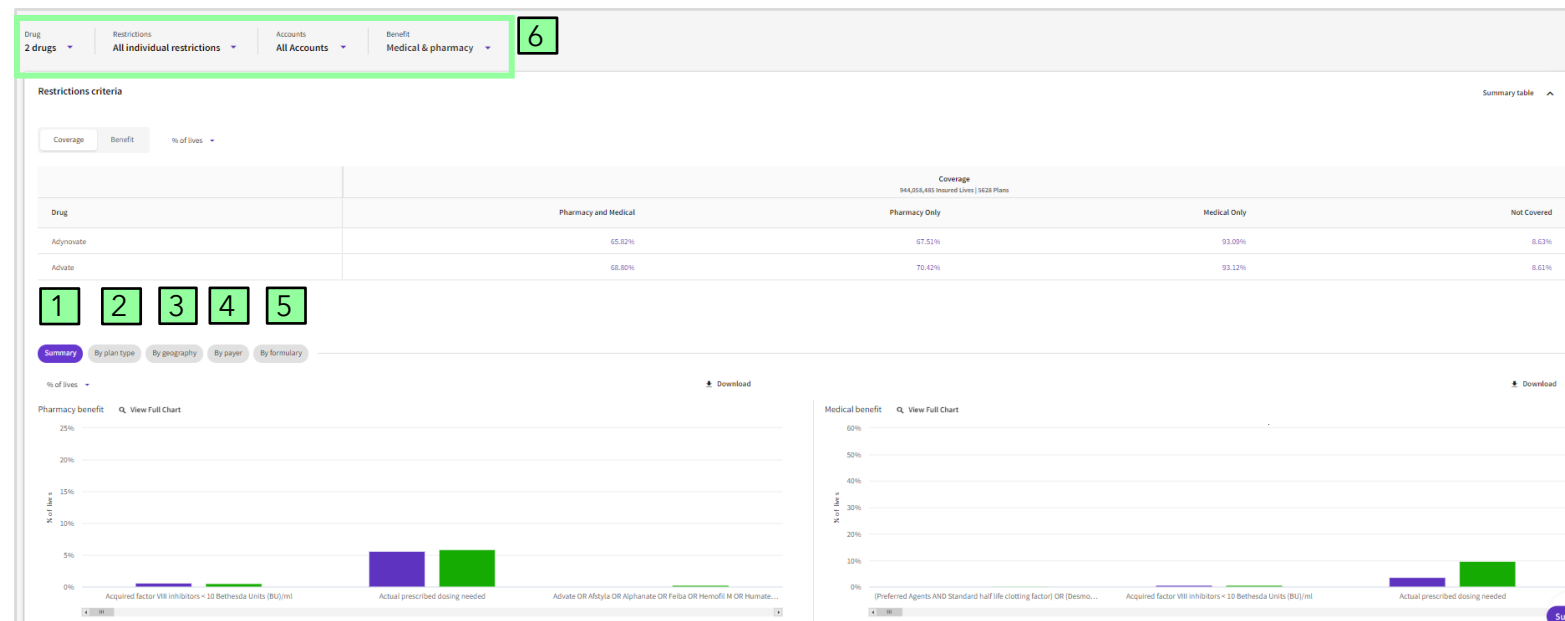 Drug Restrictions Accounts Benefit
2 drugs All individual restrictions All Accounts Medical & pharmacy
6
Restrictions criteria Summary table
Coverage Benefit % of lives
Coverage
944,058,485 Insured Lives | 5628 Plans
Drug Pharmacy and Medical Pharmacy Only Medical Only Not Covered
Adynovate 65.82% 67.51% 93.09% 8.63%
Advate 68.80% 70.42% 93.12% 8.61%
1 2 3 4 5
Summary By plan type By geography By payer By formulary
% of lives Download Download
Pharmacy benefit View Full Chart
25%
20%
15%
10%
5%
0%
% of lives
Acquired factor VIII inhibitors < 10 Bethesda Units (BU)/ml Actual prescribed dosing needed Advate OR Afstyla OR Alphanate OR Feiba OR Hemofil M OR Humate...
Medical benefit View Full Chart
60%
50%
40%
30%
20%
10%
0%
% of lives
(Preferred Agents AND Standard half life clotting factor) OR (Desmo... Acquired factor VIII inhibitors < 10 Bethesda Units (BU)/ml Actual prescribed dosing needed